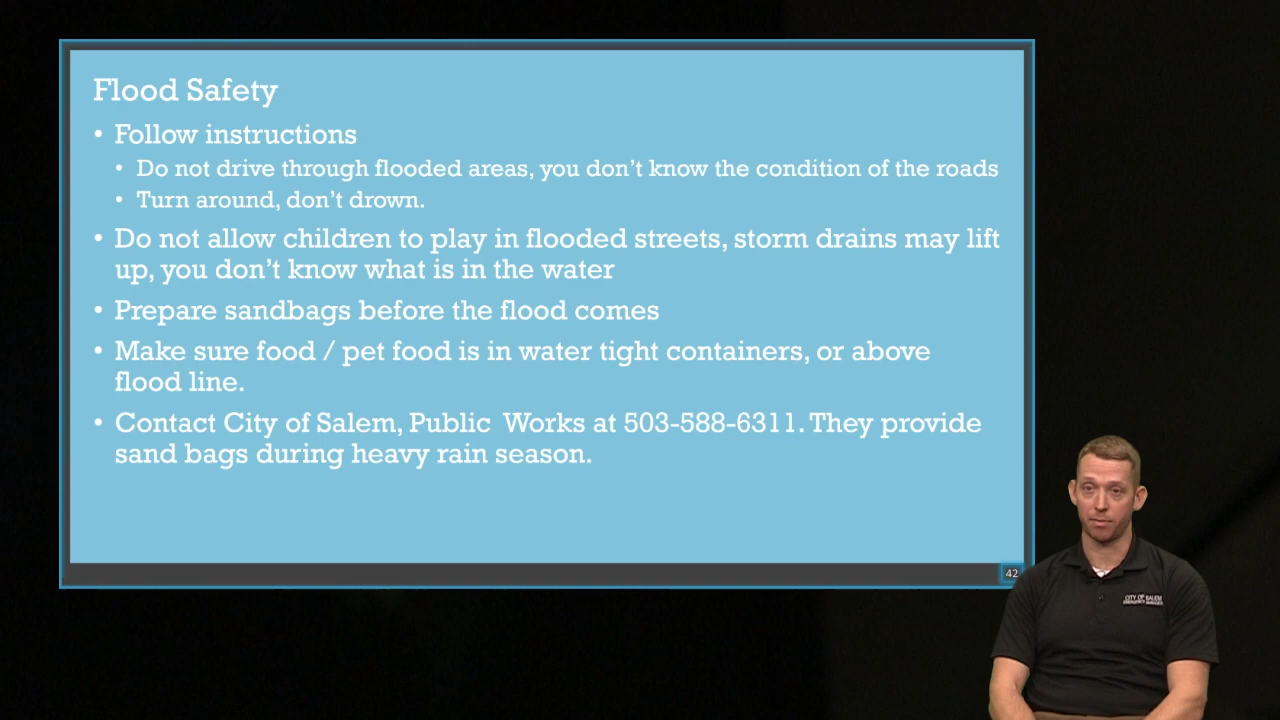 Flood Safety
• Follow instructions
• Do not drive through flooded areas, you don't know the condition of the roads
• Turn around, don't drown.
• Do not allow children to play in flooded streets, storm drains may lift
up, you don't know what is in the water
• Prepare sandbags before the flood comes
• Make sure food / pet food is in water tight containers, or above
flood line.
• Contact City of Salem, Public  Works at 503-588-6311. They provide
sand bags during heavy rain season.
42
CITY OF SALEM
EMERGENCY MANAGER